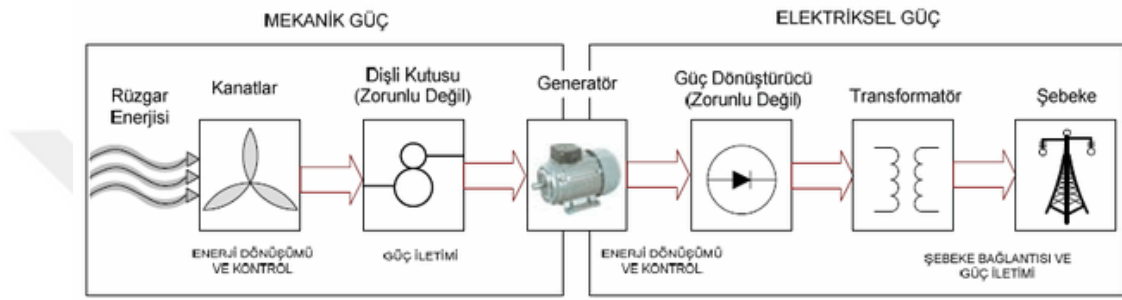 MEKANİK GÜÇ
ELEKTRİKSEL GÜÇ
Rüzgar
Enerjisi
Kanatlar
Dişli Kutusu
(Zorunlu Değil)
Generatör
Güç Dönüştürücü
(Zorunlu Değil)
Transformatör
Şebeke
ENERJİ DÖNÜŞÜMÜ
VE KONTROL
GÜÇ İLETİMİ
ENERJİ DÖNÜŞÜMÜ
VE KONTROL
ŞEBEKE BAĞLANTISI VE
GÜÇ İLETİMİ